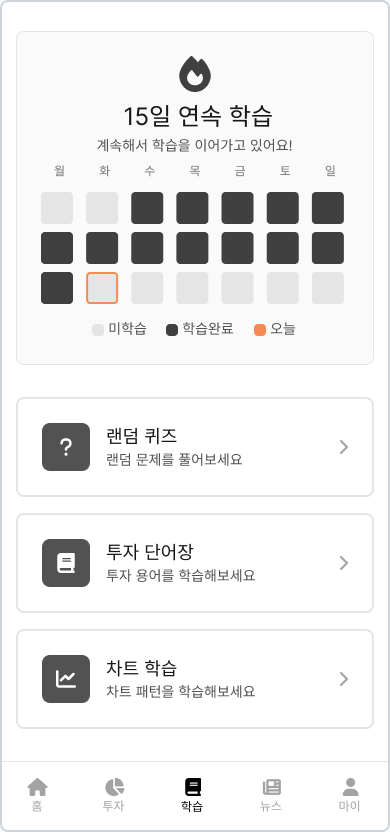 15일 연속 학습
계속해서 학습을 이어가고 있어요!
월 화 수 목 금 토 일
미학습 학습완료 오늘
?
랜덤 퀴즈
랜덤 문제를 풀어보세요
투자 단어장
투자 용어를 학습해보세요
차트 학습
차트 패턴을 학습해보세요
홈 투자 학습 뉴스 마이